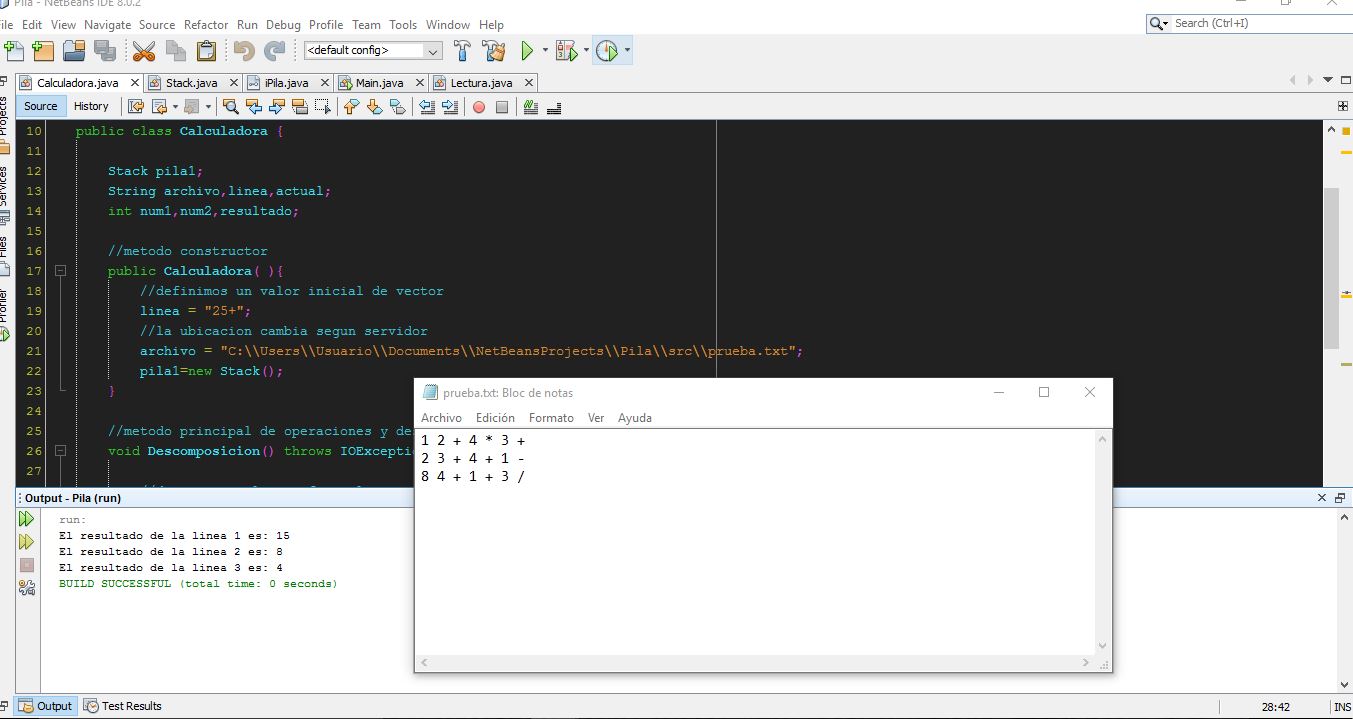 Pila - NetBeans IDE 8.0.2
File Edit View Navigate Source Refactor Run Debug Profile Team Tools Window Help
Search (Ctrl+I)
<default config>
Calculadora.java
Stack.java
iPila.java
Main.java
Lectura.java
Source History
Projects
Services
Files
Profiler
10 public class Calculadora {
11
12 Stack pila1;
13 String archivo,linea,actual;
14 int num1,num2,resultado;
15
16 //metodo constructor
17 public Calculadora( ){
18 //definimos un valor inicial de vector
19 linea = "25+";
20 //la ubicacion cambia segun servidor
21 archivo = "C:\\Users\\Usuario\\Documents\\NetBeansProjects\\Pila\\src\\prueba.txt";
22 pila1=new Stack();
23 }
24
25 //metodo principal de operaciones y de
26 void Descomposicion() throws IOExcepti
27
prueba.txt: Bloc de notas
Archivo Edición Formato Ver Ayuda
1 2 + 4 * 3 +
2 3 + 4 + 1 -
8 4 + 1 + 3 /
Output - Pila (run)
run:
El resultado de la linea 1 es: 15
El resultado de la linea 2 es: 8
El resultado de la linea 3 es: 4
BUILD SUCCESSFUL (total time: 0 seconds)
Output
Test Results
28:42
INS